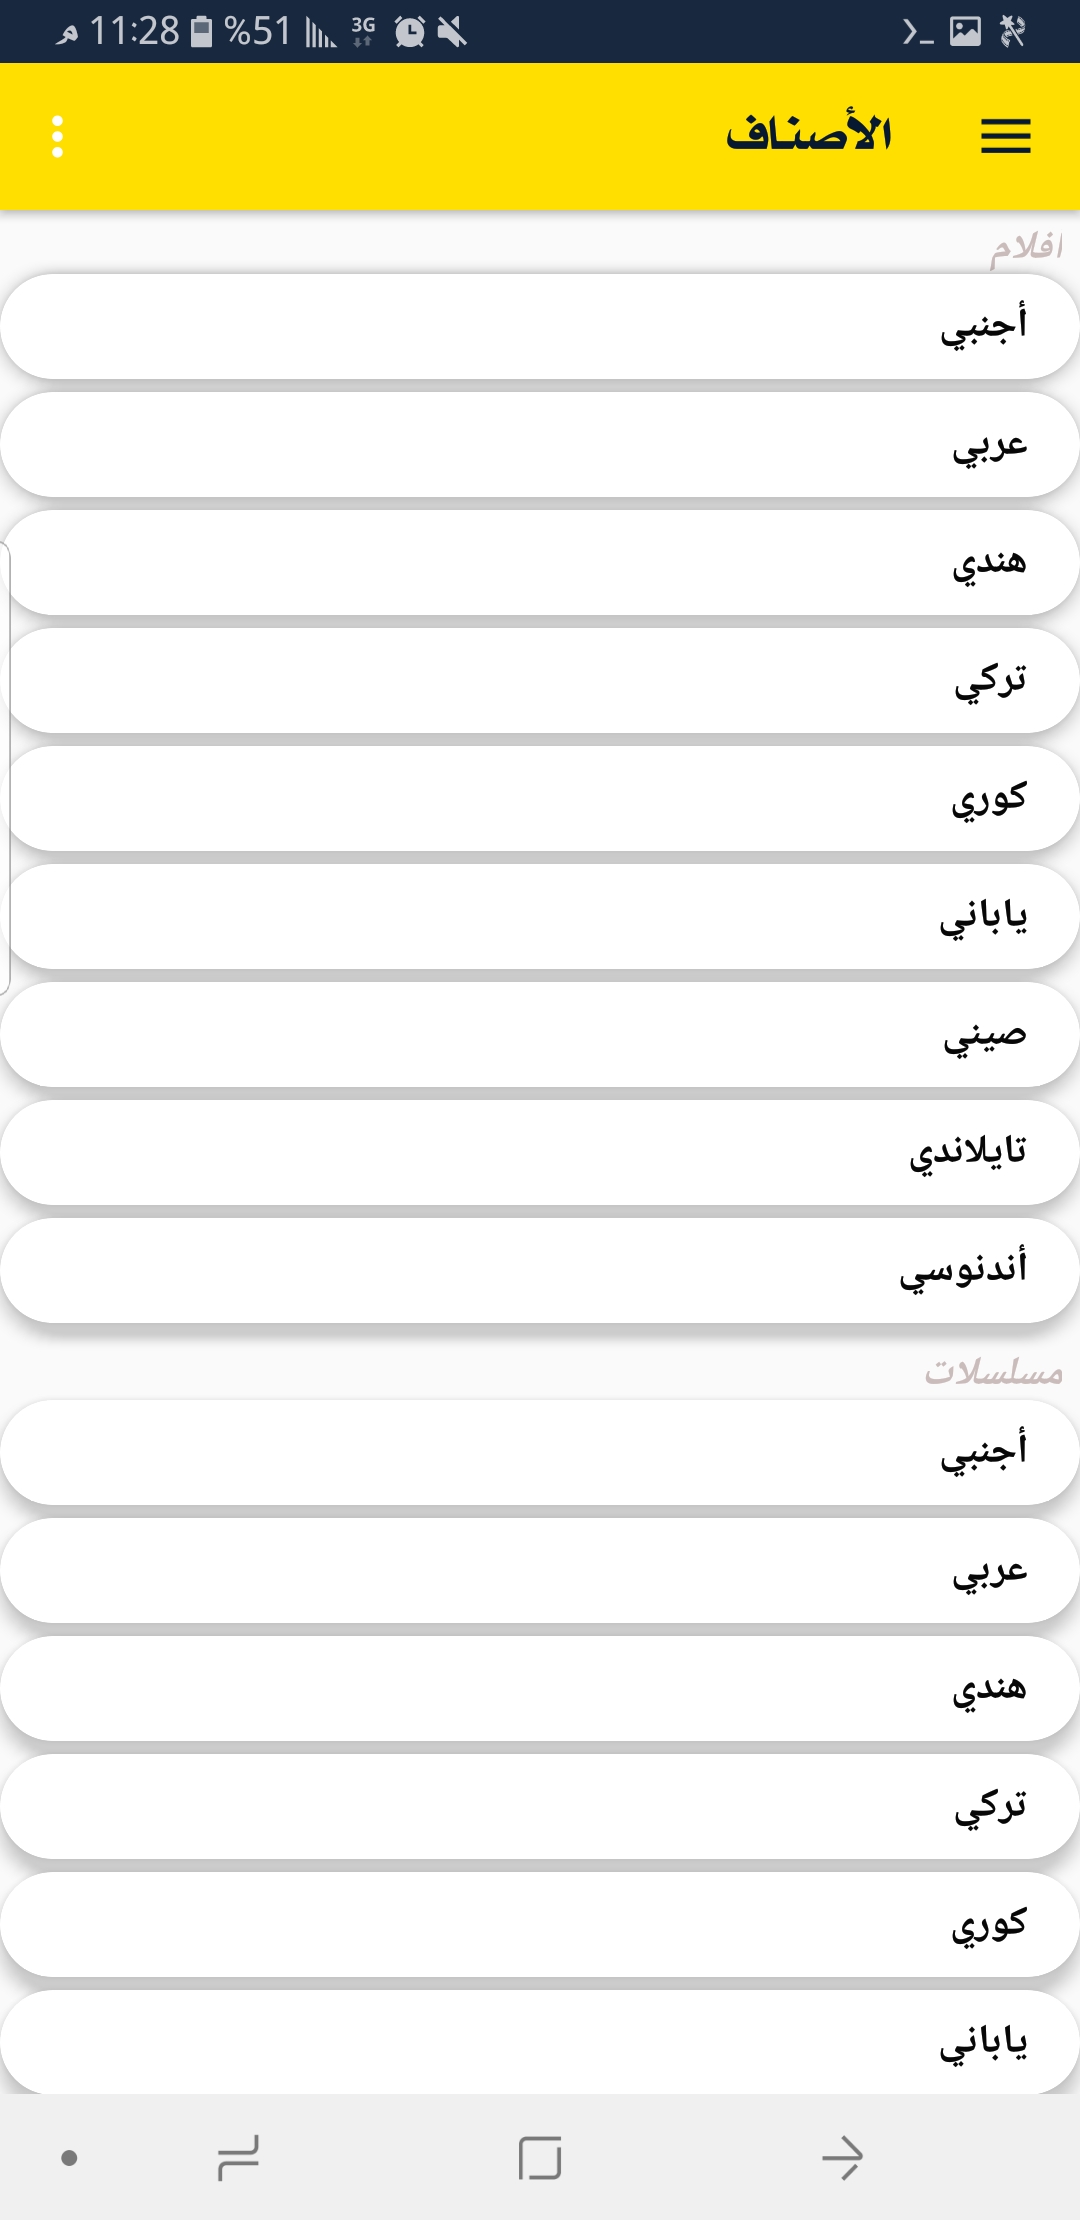 11:28 م %51 3G
الأصناف
افلام
أجنبي
عربي
هندي
تركي
كوري
ياباني
صيني
تايلاندي
أندنوسي
مسلسلات
أجنبي
عربي
هندي
تركي
كوري
ياباني